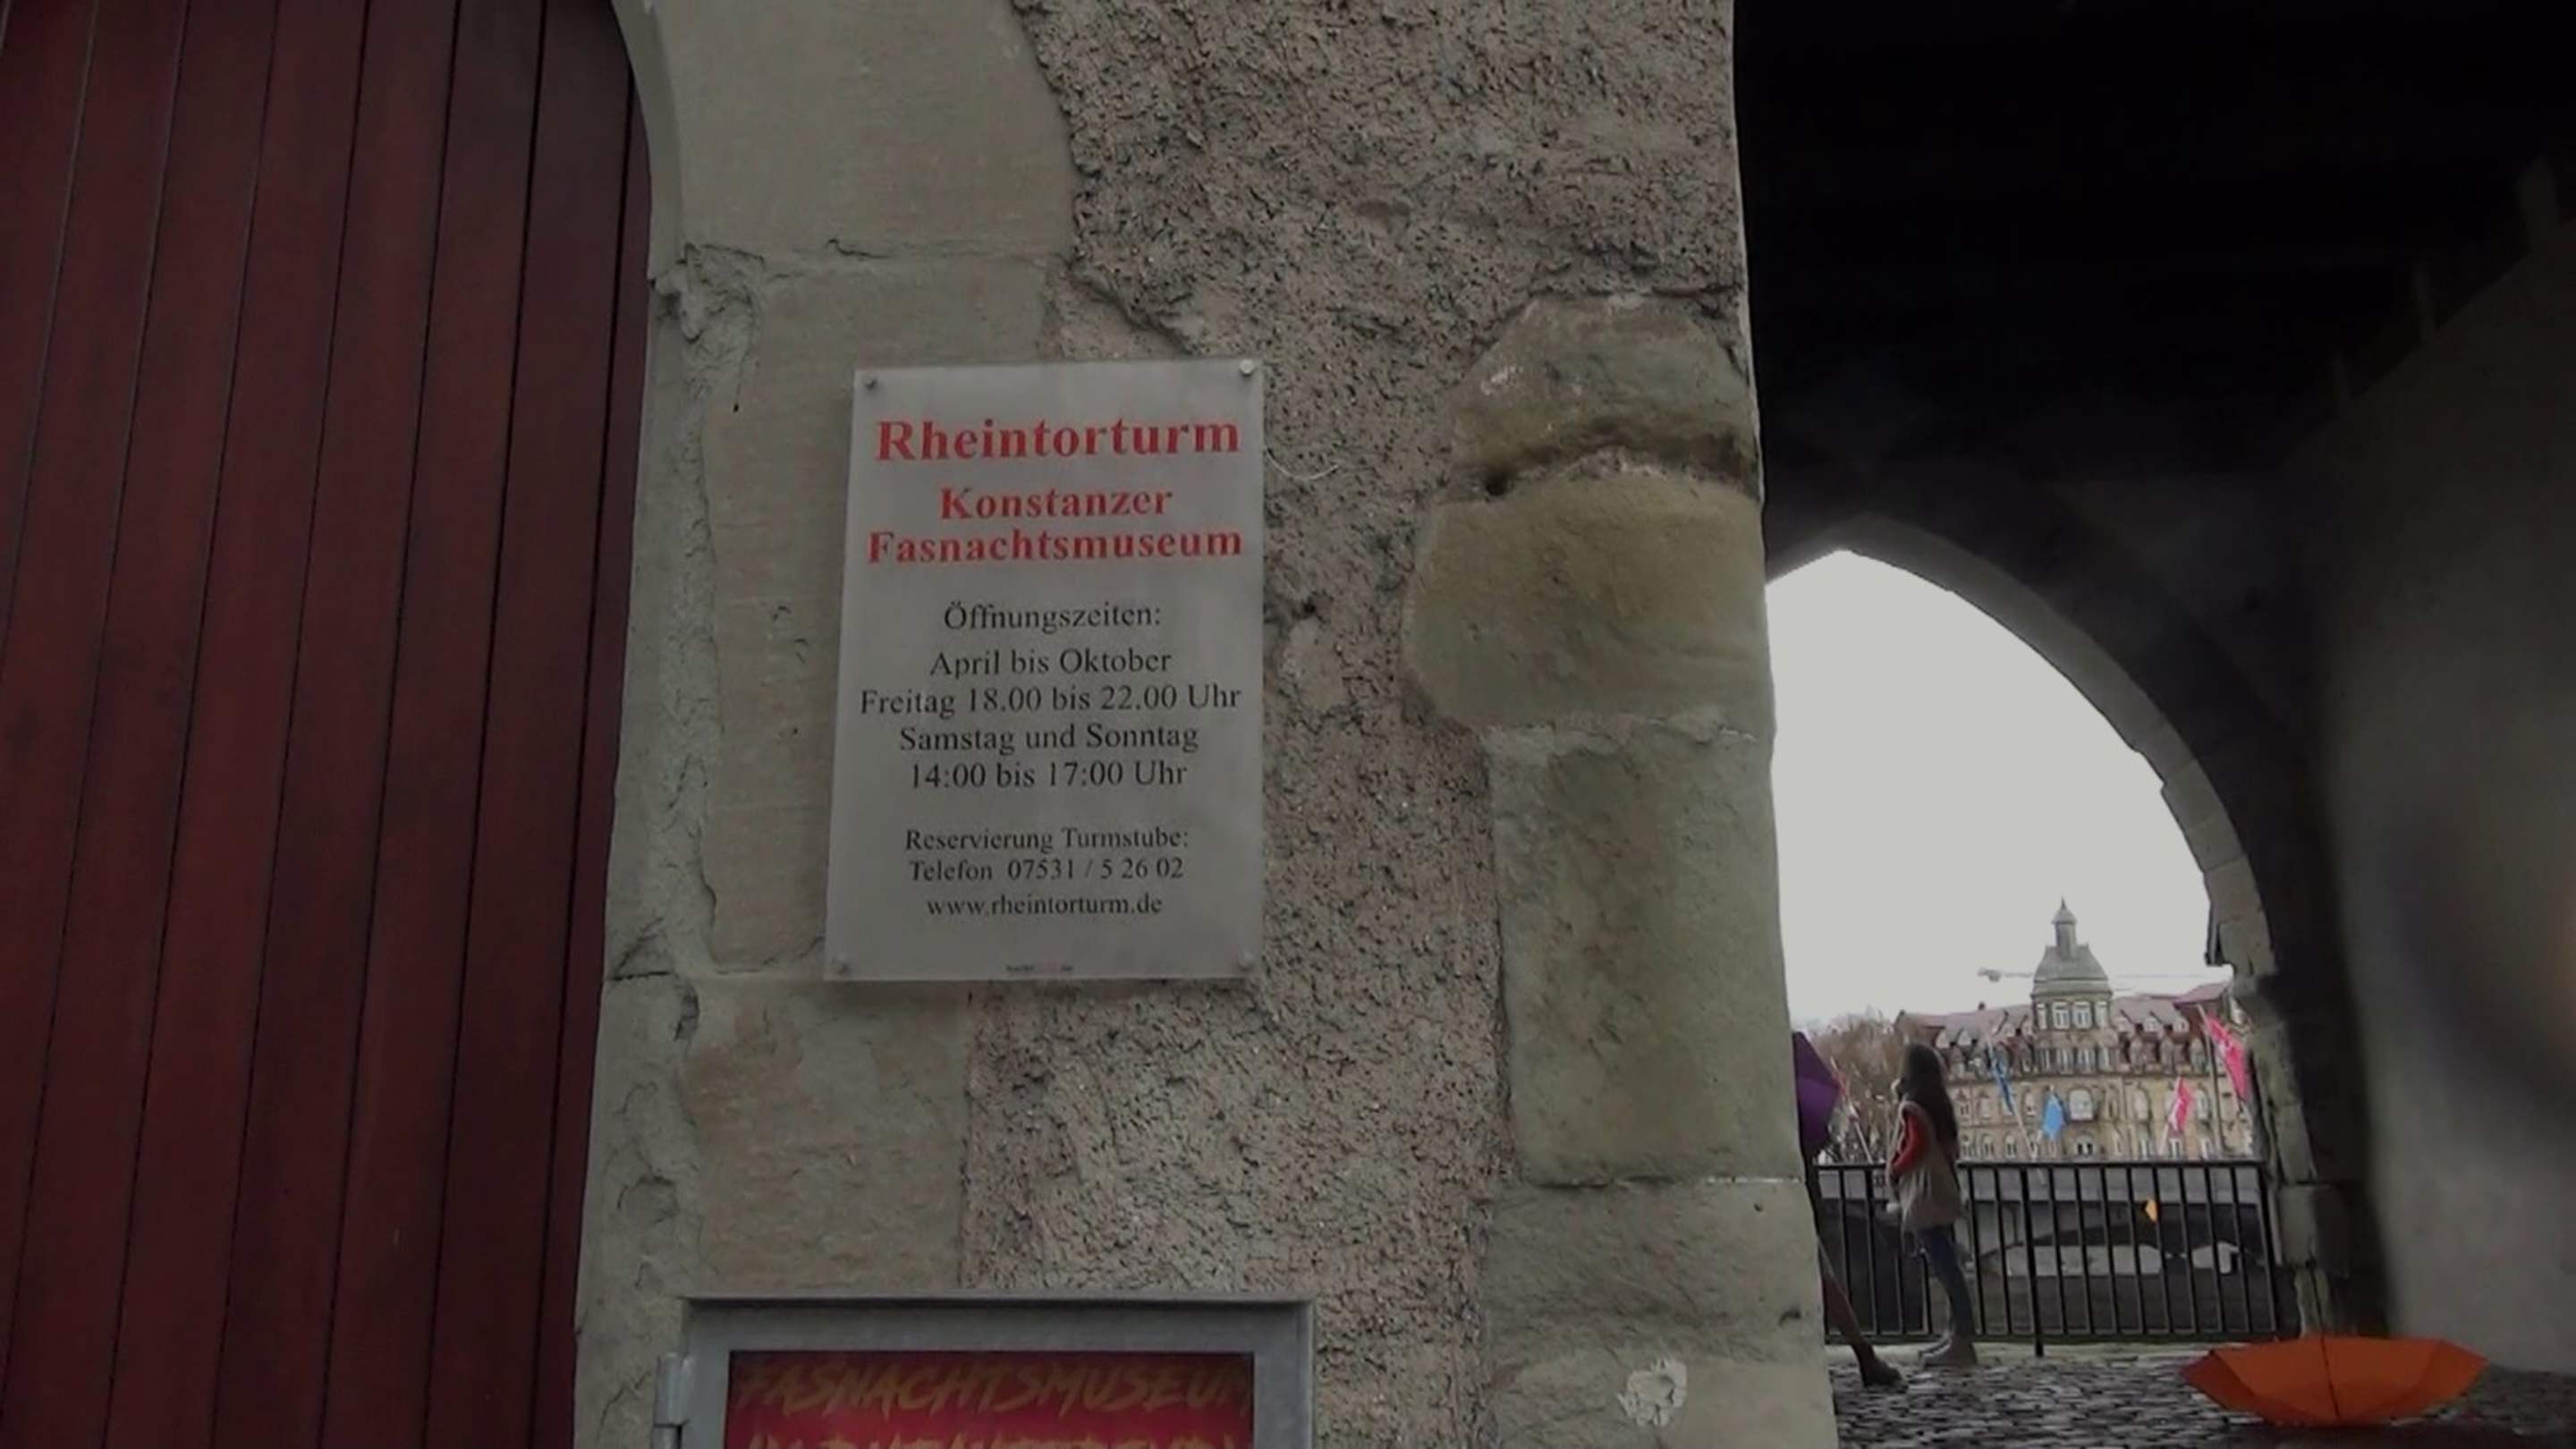 Rheintorturm
Konstanzer
Fasnachtsmuseum
Öffnungszeiten:
April bis Oktober
Freitag 18.00 bis 22.00 Uhr
Samstag und Sonntag
14:00 bis 17:00 Uhr
Reservierung Turmstube:
Telefon 07531 / 5 26 02
www.rheintorturm.de
FASNACHTSMUSEUM